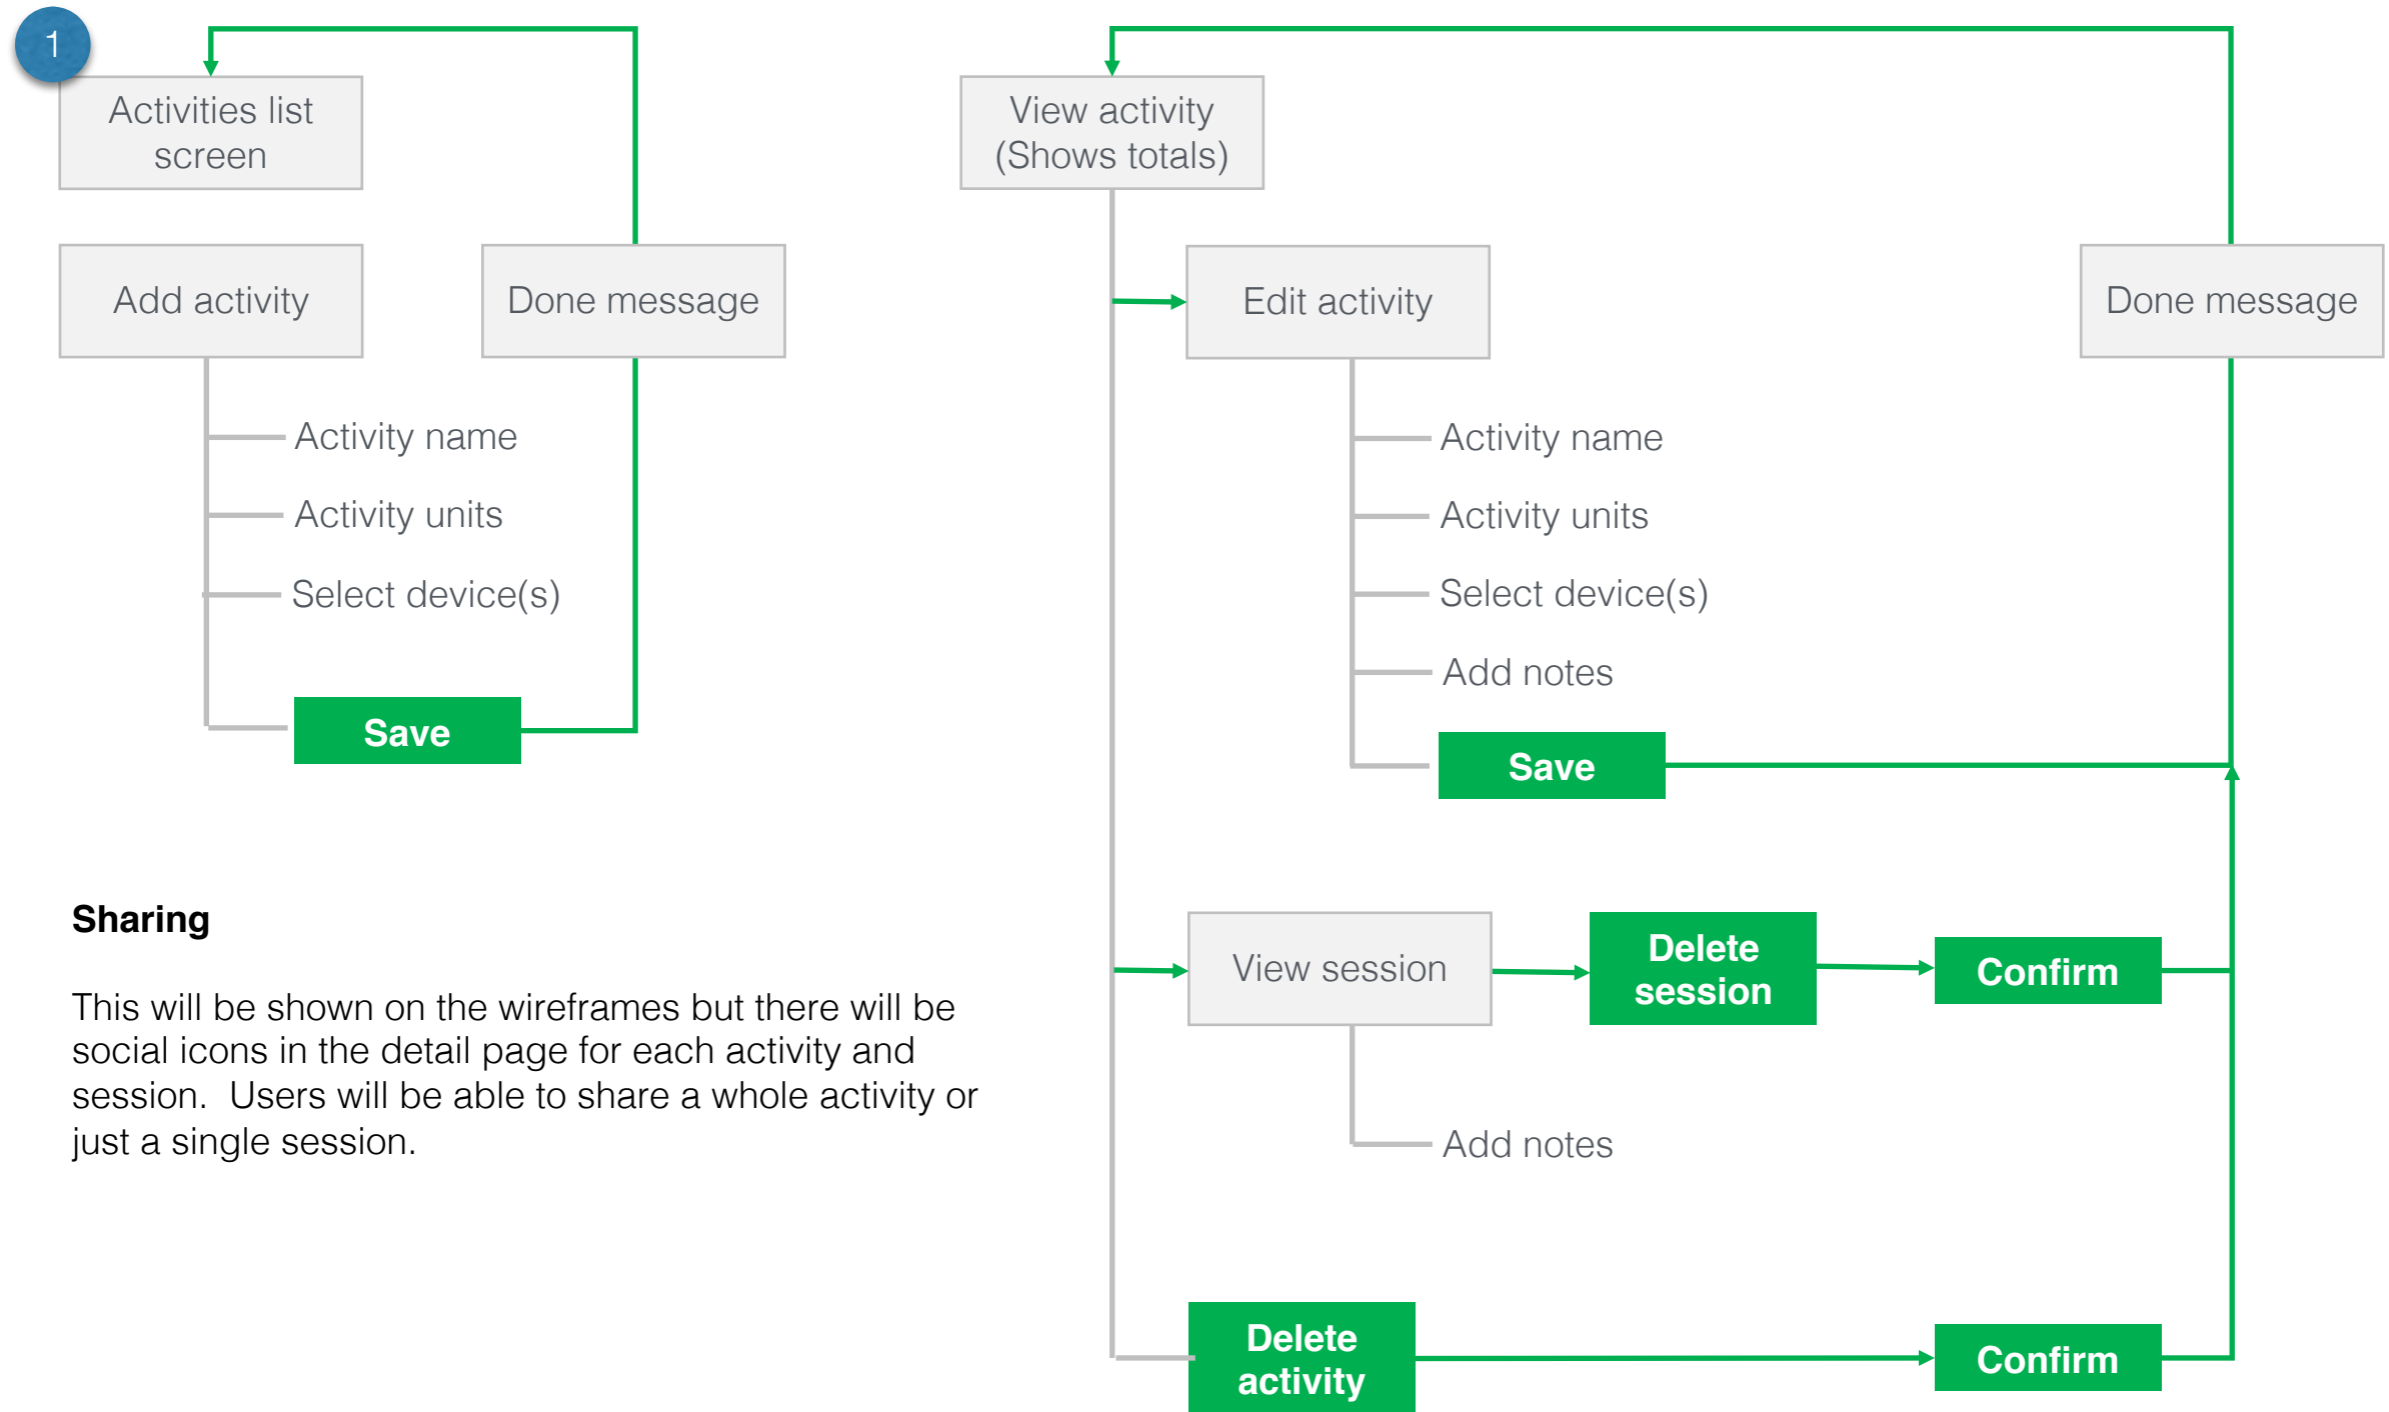 1
Activities list
screen
Add activity
Done message
Activity name
Activity units
Select device(s)
Save
Sharing
This will be shown on the wireframes but there will be
social icons in the detail page for each activity and
session.  Users will be able to share a whole activity or
just a single session.
View activity
(Shows totals)
Edit activity
Done message
Activity name
Activity units
Select device(s)
Add notes
Save
View session
Delete
session
Confirm
Add notes
Delete
activity
Confirm